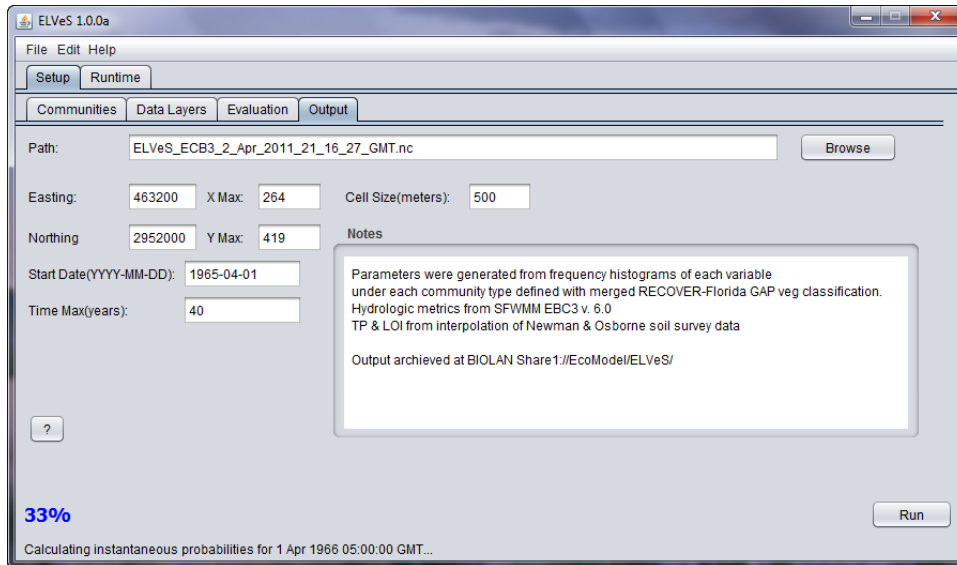 ELVeS 1.0.0a
File Edit Help
Setup Runtime
Communities Data Layers Evaluation Output
Path: ELVeS_ECB3_2_Apr_2011_21_16_27_GMT.nc Browse
Easting: 463200 X Max: 264 Cell Size(meters): 500
Northing 2952000 Y Max: 419 Notes
Start Date(YYYY-MM-DD): 1965-04-01
Time Max(years): 40
Parameters were generated from frequency histograms of each variable
under each community type defined with merged RECOVER-Florida GAP veg classification.
Hydrologic metrics from SFWMM EBC3 v. 6.0
TP & LOI from interpolation of Newman & Osborne soil survey data
Output archieved at BIOLAN Share1://EcoModel/ELVeS/
?
33%
Run
Calculating instantaneous probabilities for 1 Apr 1966 05:00:00 GMT...